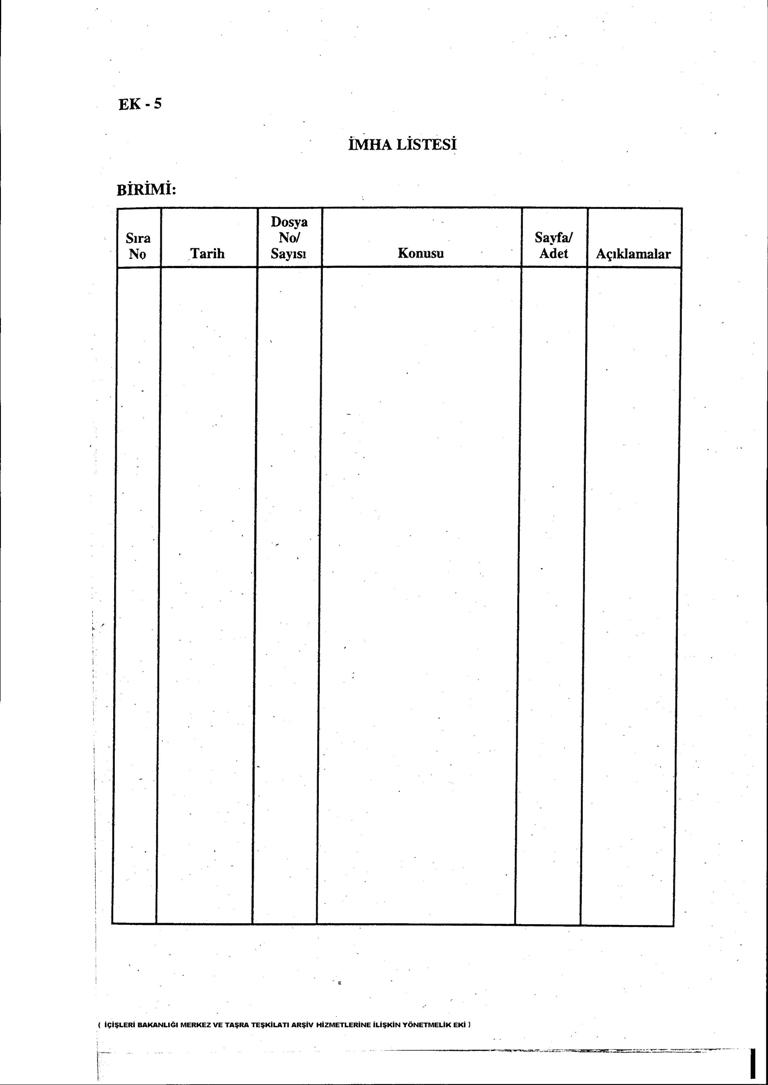 EK - 5
İMHA LİSTESİ
BİRİMİ:
Sıra No
Tarih
Dosya No/ Sayısı
Konusu
Sayfa/ Adet
Açıklamalar
( İÇİŞLERİ BAKANLIĞI MERKEZ VE TAŞRA TEŞKİLATI ARŞİV HİZMETLERİNE İLİŞKİN YÖNETMELİK EKİ )